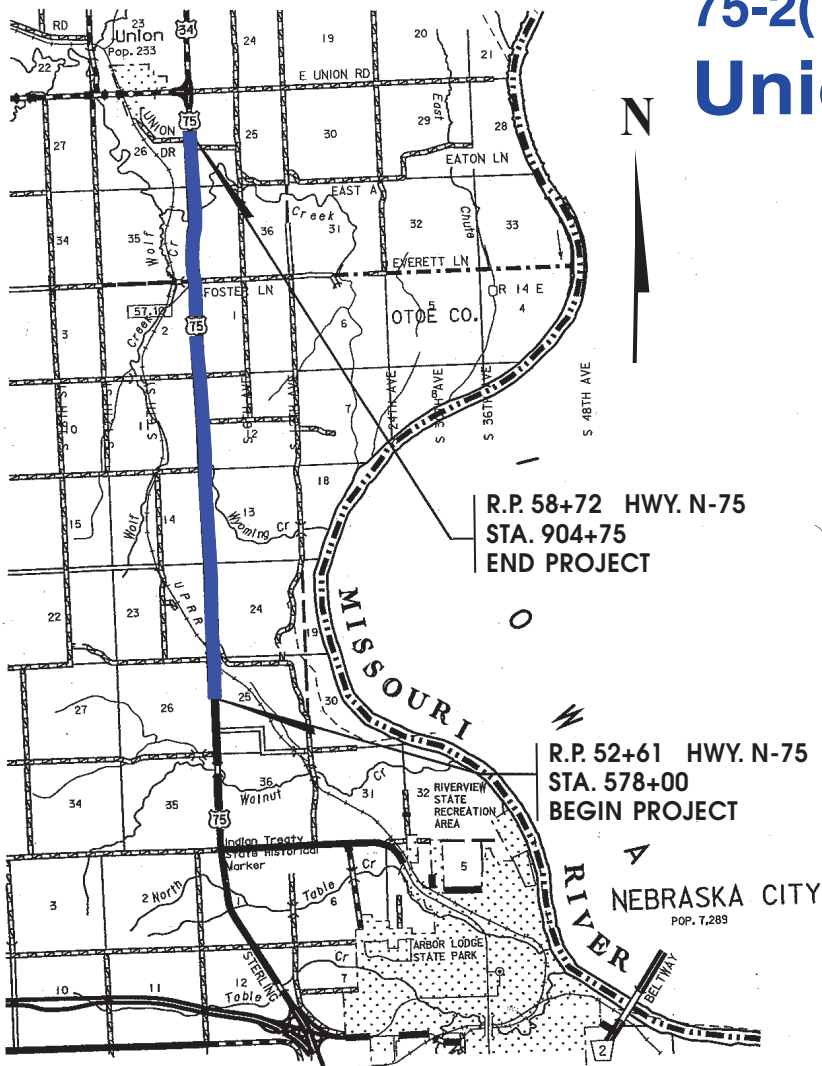 75-2(
Unio
N
RD
23
Union
Pop. 233
34
24
19
20
21
22
E UNION RD
75
UNION
DR
East
27
26
25
30
29
28
EATON LN
EAST A
Creek
34
35
Wolf
Cr
36
31
32
Chute
33
EVERETT LN
FOSTER LN
R 14 E
57.10
75
3
Creek
2
1
6
5
4
OTOE CO.
S 48TH AVE
24TH AVE
S 36TH AVE
7
8
18
15
14
13
Wolf
Wyoming Cr
R.P. 58+72 HWY. N-75
STA. 904+75
END PROJECT
UPRR
22
23
24
19
MISSOURI
I
O
W
A
27
26
25
30
R.P. 52+61 HWY. N-75
STA. 578+00
BEGIN PROJECT
34
35
36
Walnut
Cr
31
32
RIVERVIEW
STATE
RECREATION
AREA
75
Indian Treaty
State Historical
Marker
5
RIVER
3
2 North
1
Table
6
Cr
NEBRASKA CITY
POP. 7,289
ARBOR LODGE
STATE PARK
STERLING
10
11
12
Table
Cr
7
BELTWAY
2